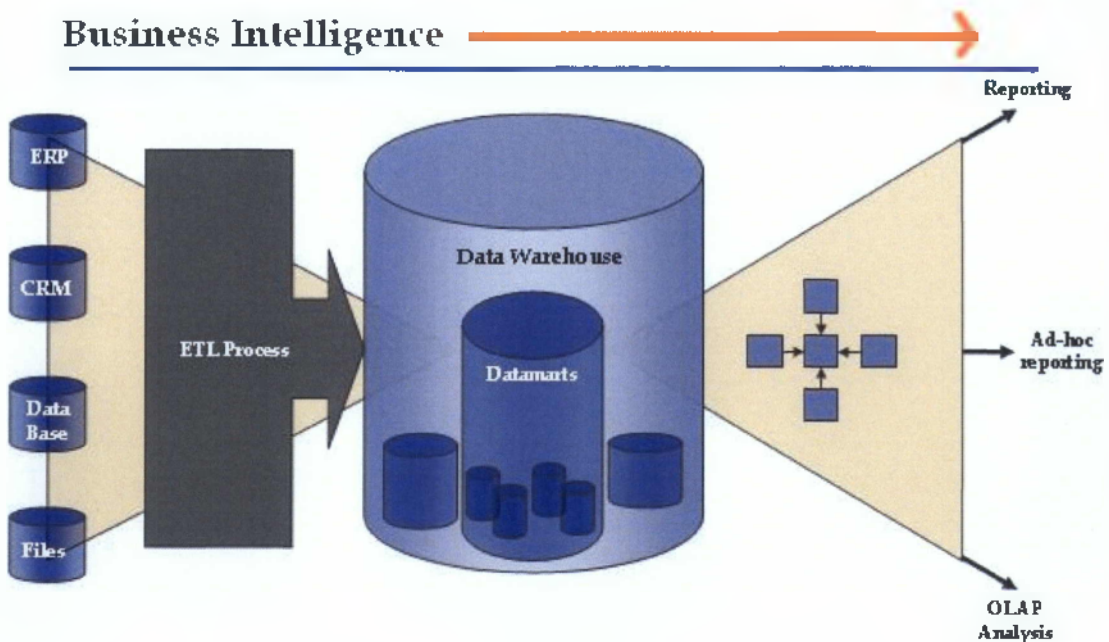 Business Intelligence
Reporting
ERP
CRM
Data
Base
Files
ETL Process
Data Warehouse
Datamarts
Ad-hoc
reporting
OLAP
Analysis